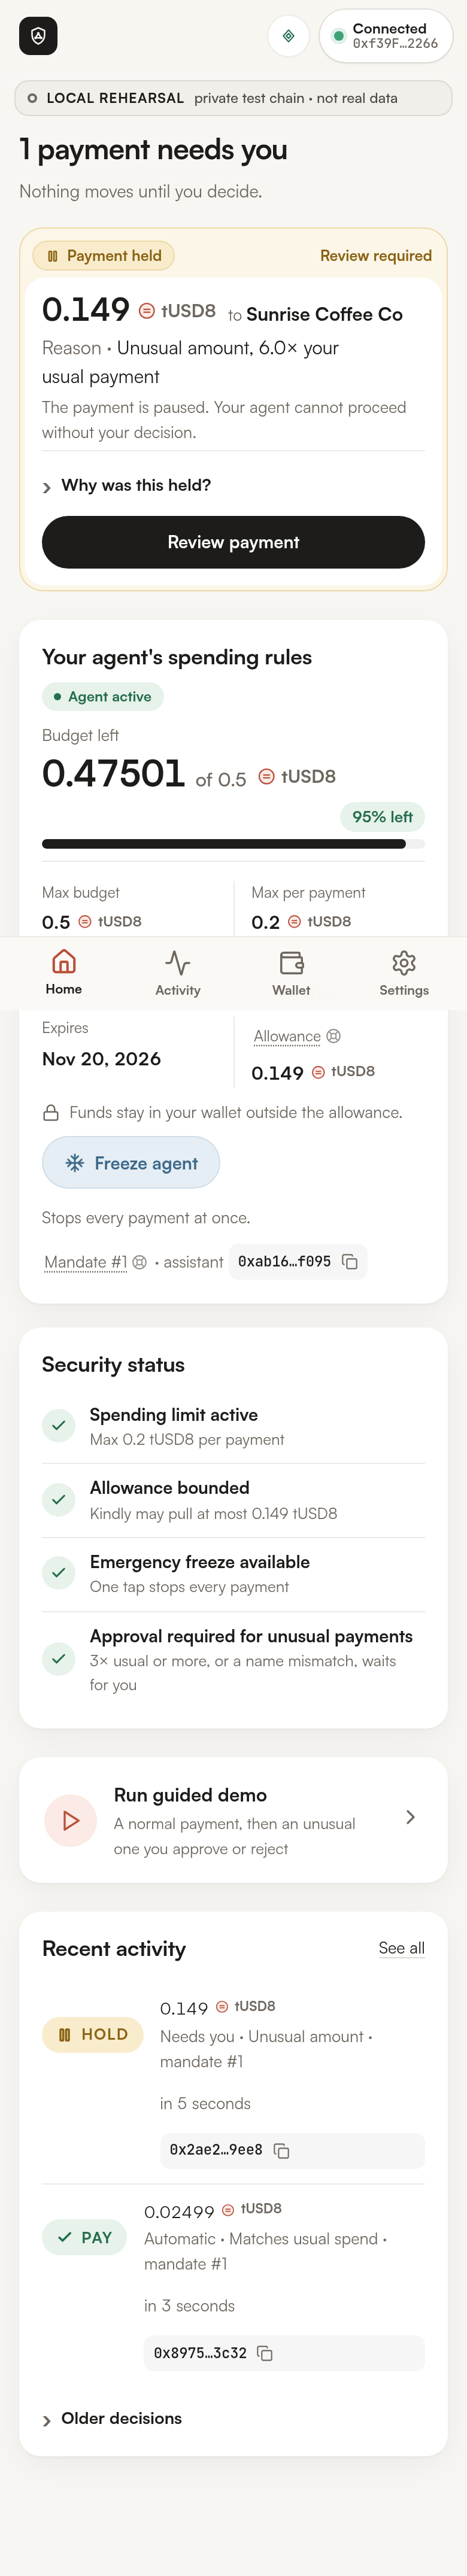 Connected
0xf39F…2266
LOCAL REHEARSAL private test chain · not real data
1 payment needs you
Nothing moves until you decide.
Payment held
Review required
0.149 tUSD8 to Sunrise Coffee Co
Reason · Unusual amount, 6.0× your
usual payment
The payment is paused. Your agent cannot proceed
without your decision.
Why was this held?
Review payment
Your agent's spending rules
Agent active
Budget left
0.47501 of 0.5 tUSD8
95% left
Max budget
0.5 tUSD8
Max per payment
0.2 tUSD8
Home
Activity
Wallet
Settings
Expires
Nov 20, 2026
Allowance
0.149 tUSD8
Funds stay in your wallet outside the allowance.
Freeze agent
Stops every payment at once.
Mandate #1 · assistant 0xab16…f095
Security status
Spending limit active
Max 0.2 tUSD8 per payment
Allowance bounded
Kindly may pull at most 0.149 tUSD8
Emergency freeze available
One tap stops every payment
Approval required for unusual payments
3× usual or more, or a name mismatch, waits
for you
Run guided demo
A normal payment, then an unusual
one you approve or reject
Recent activity
See all
HOLD
0.149 tUSD8
Needs you · Unusual amount ·
mandate #1
in 5 seconds
0x2ae2…9ee8
PAY
0.02499 tUSD8
Automatic · Matches usual spend ·
mandate #1
in 3 seconds
0x8975…3c32
Older decisions